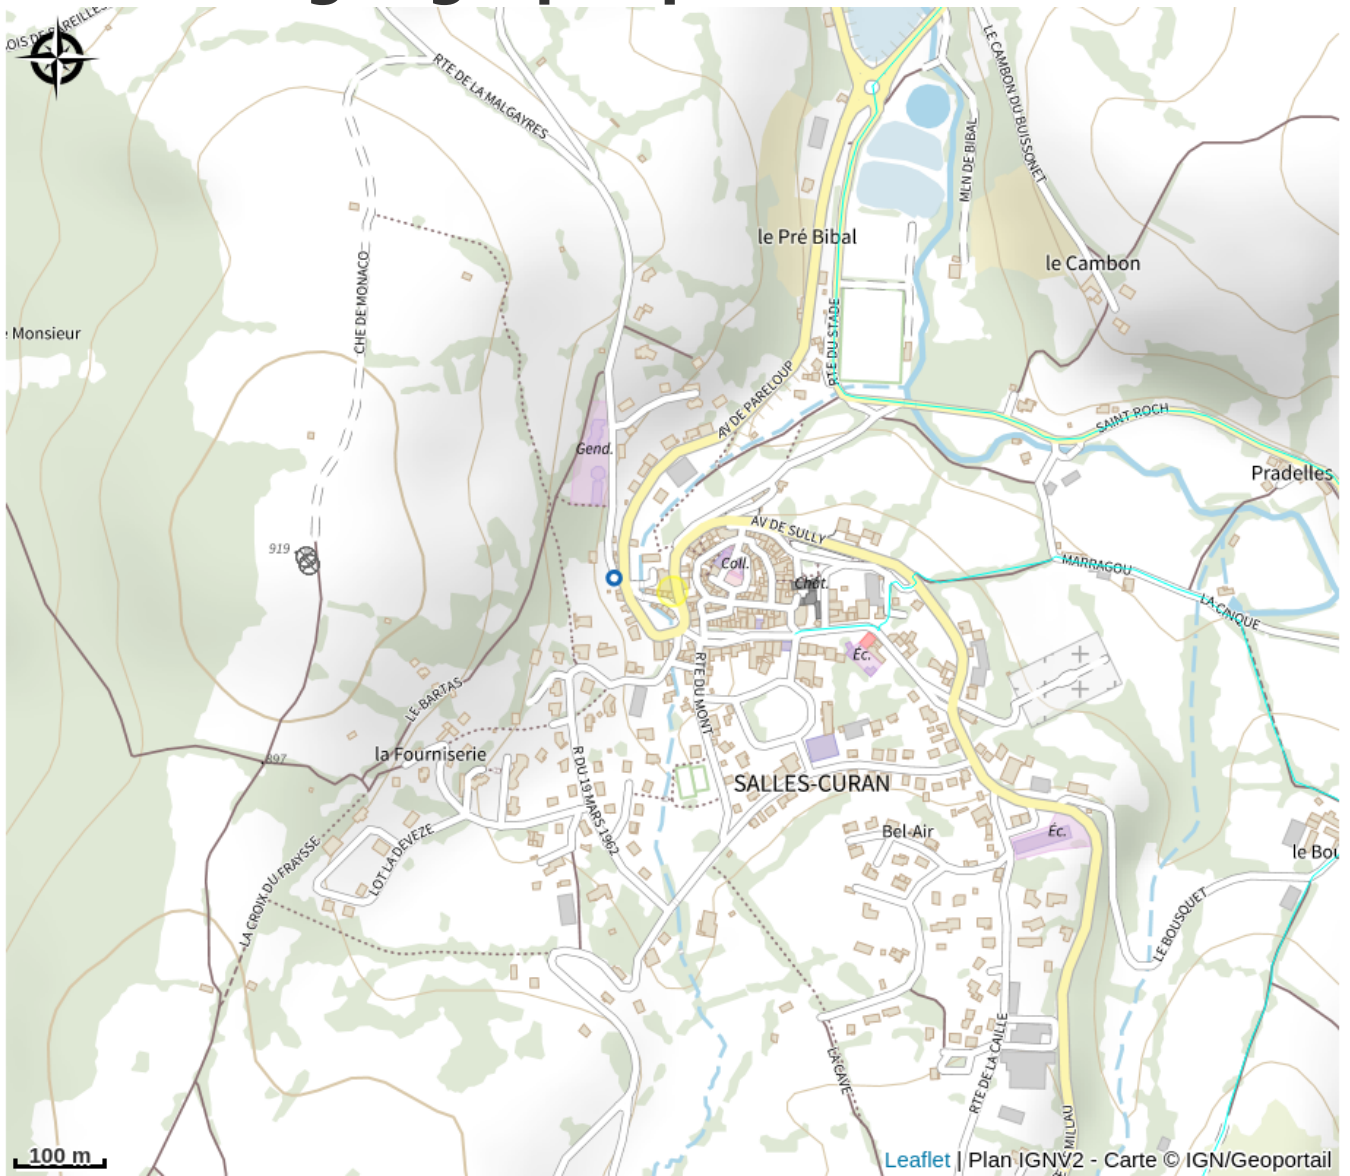 RTE DE LA MALGAYRES
LE CAMBON DU BUISSONET
MLN DE BIBAL
le Pré Bibal
le Cambon
CHE DE MONACO
Monsieur
RTE DU STADE
AV DE PARELOUP
SAINT ROCH
Gend.
Pradelles
AV DE SULLY
919
Coll.
Chât.
MARRAGOU
LA CINQUE
Éc.
RTE DU MONT
LE BARTAS
la Fourniserie
897
R DU 19 MARS 1962
SALLES-CURAN
Bel-Air
Éc.
le Bou
LOT LA DEVEZE
LA CROIX DU FRAYSSE
LE BOUSQUET
LA CAVE
RTE DE LA CAILLE
MILLAU
100 m
Leaflet | Plan IGNV2 - Carte © IGN/Geoportail